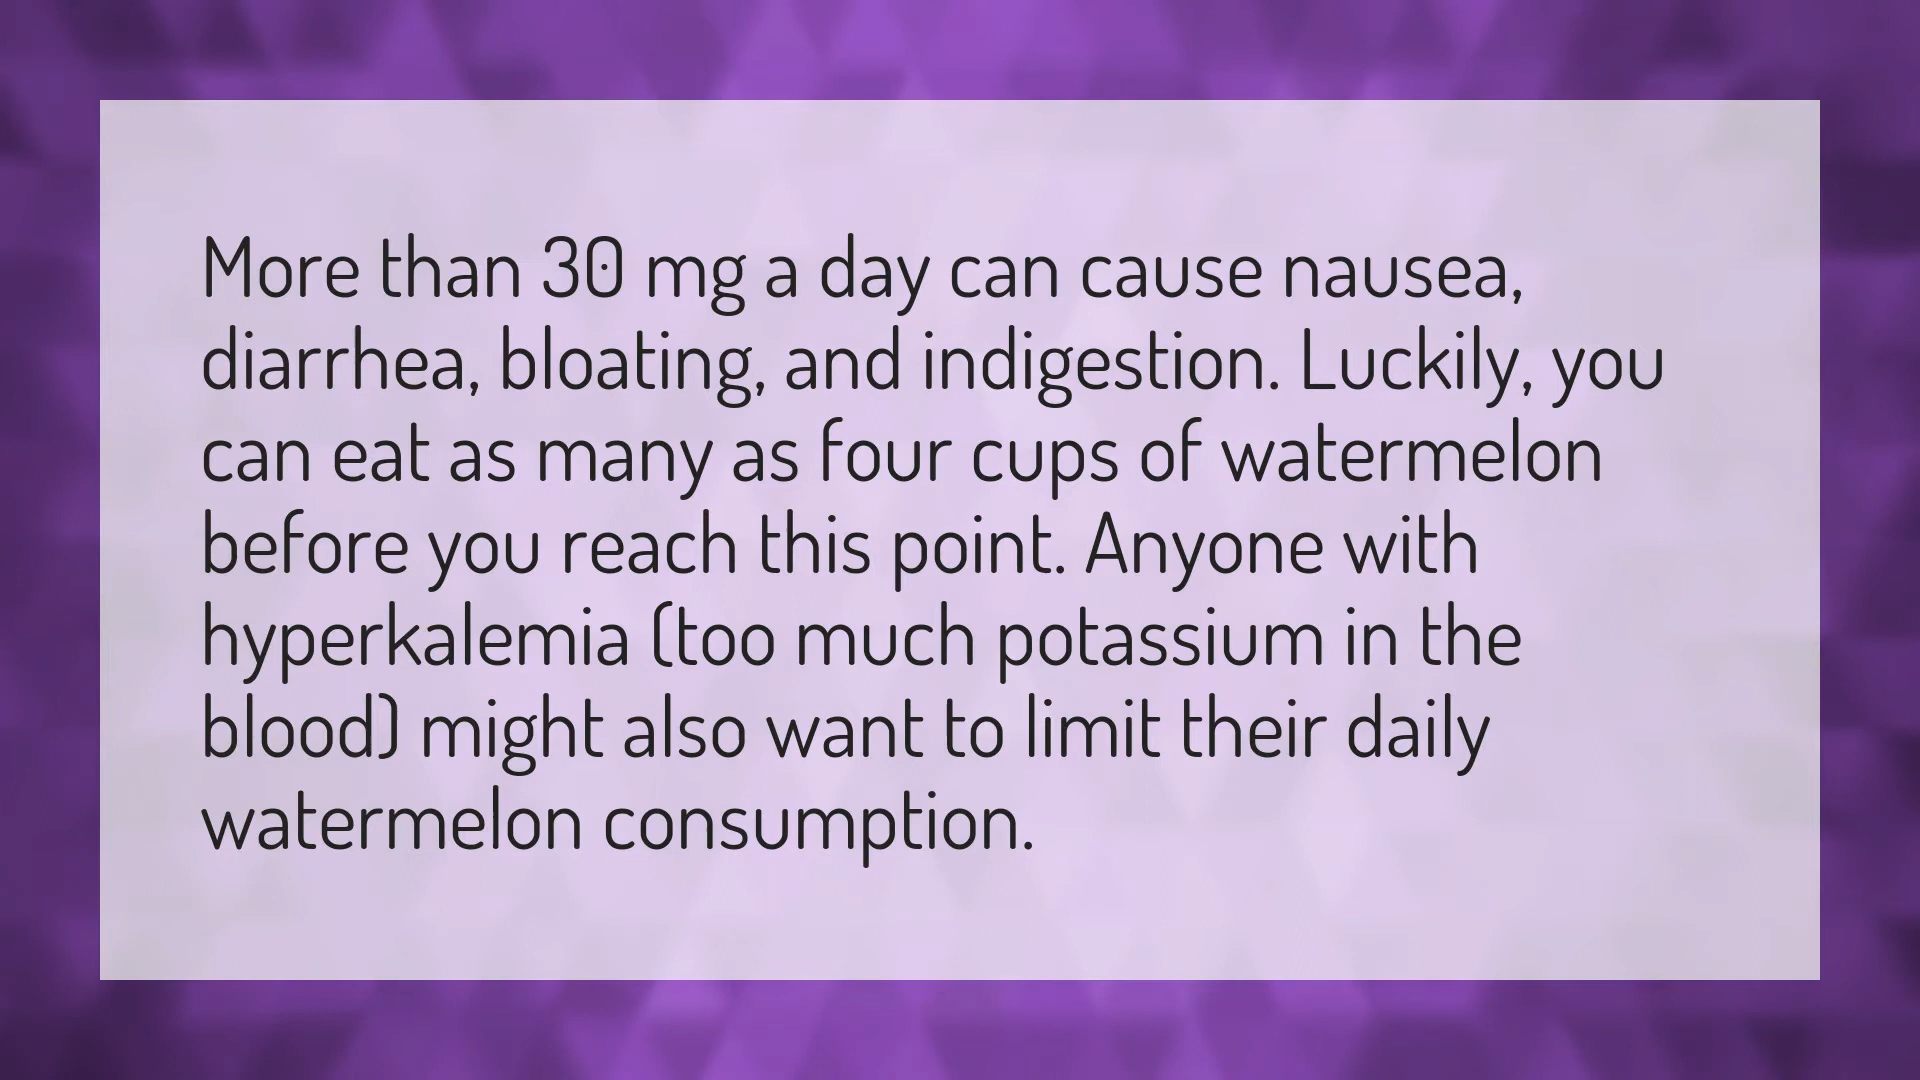 More than 30 mg a day can cause nausea,
diarrhea, bloating, and indigestion. Luckily, you
can eat as many as four cups of watermelon
before you reach this point. Anyone with
hyperkalemia (too much potassium in the
blood) might also want to limit their daily
watermelon consumption.